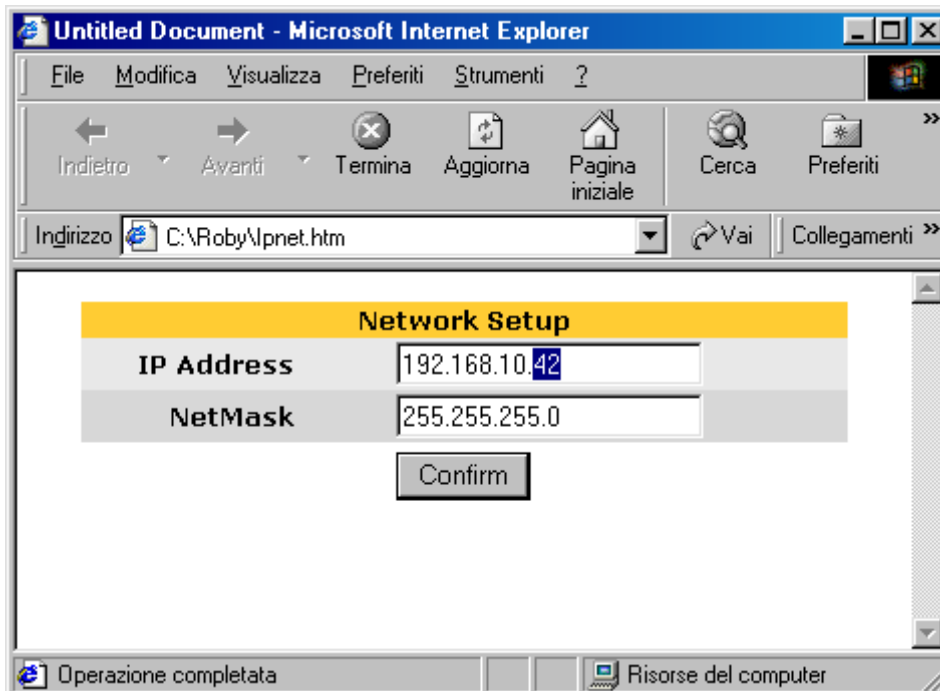 Untitled Document - Microsoft Internet Explorer
File Modifica Visualizza Preferiti Strumenti ?
Indietro Avanti Termina Aggiorna Pagina iniziale Cerca Preferiti »
Indirizzo C:\Roby\Ipnet.htm Vai Collegamenti »
Network Setup
IP Address 192.168.10.42
NetMask 255.255.255.0
Confirm
Operazione completata Risorse del computer